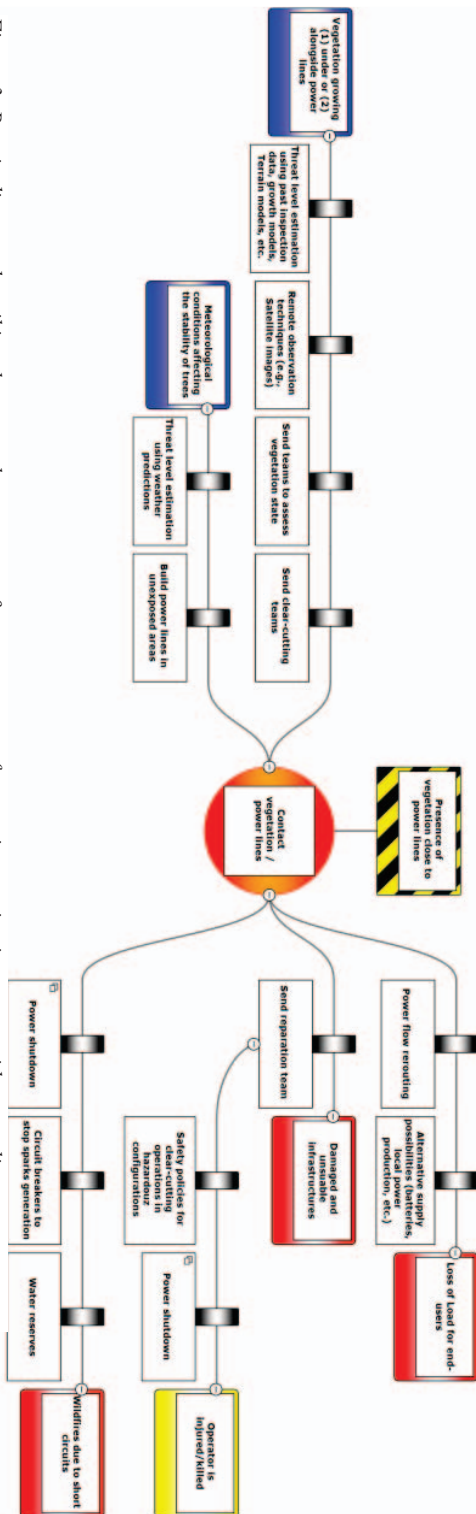 Presence of
vegetation close to
power lines
Vegetation growing
(1) under or (2)
alongside power
lines
Threat level estimation
using past inspection
data, growth models,
Terrain models, etc.
Remote observation
techniques (e.g.,
Satellite images)
Send teams to assess
vegetation state
Send clear-cutting
teams
Meteorological
conditions affecting
the stability of trees
Threat level estimation
using weather
predictions
Build power lines in
unexposed areas
Contact
vegetation /
power lines
Power flow rerouting
Alternative supply
possibilities (batteries,
local power
production, etc.)
Loss of Load for end-
users
Send reparation team
Damaged and
unsuable
infrastructures
Safety policies for
clear-cutting
operations in
hazardouz
configurations
Power shutdown
Operator is
injured/killed
Power shutdown
Circuit breakers to
stop sparks generation
Water reserves
Wildfires due to short
circuits